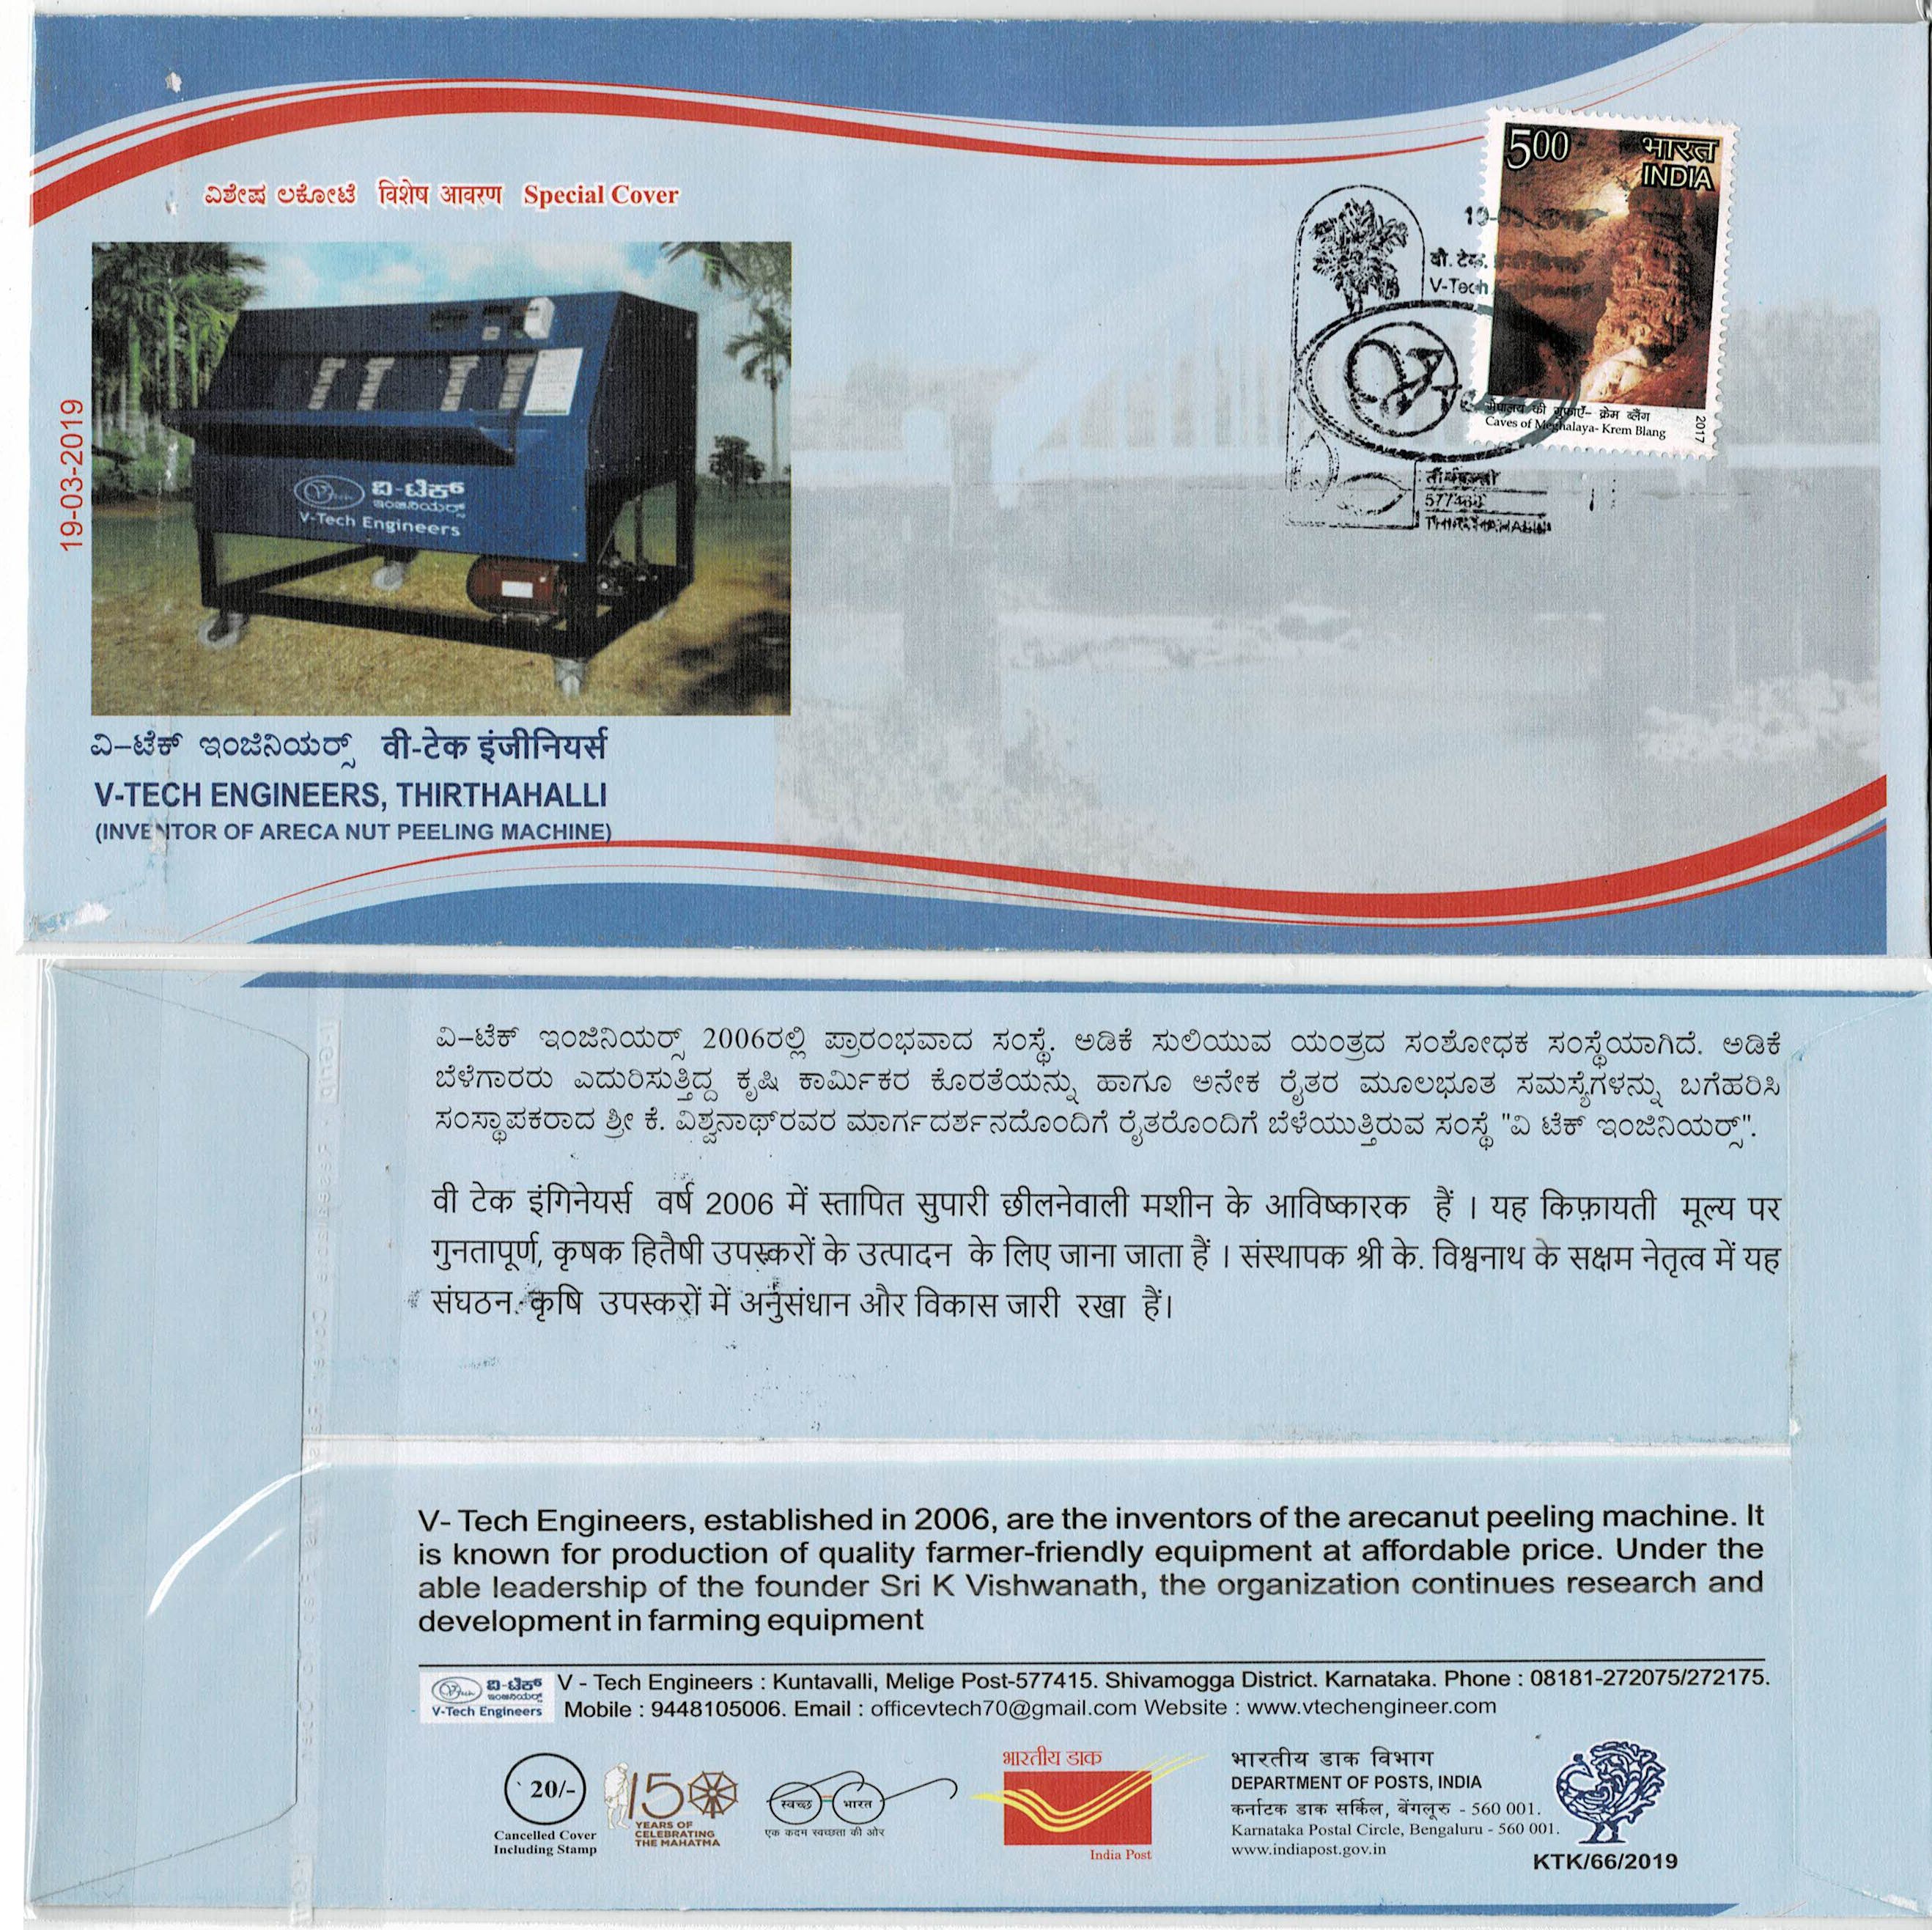 ವಿಶೇಷ ಲಕೋಟೆ विशेष आवरण Special Cover
19-03-2019
500 भारत
INDIA
मेघालय की गुफाएँ- क्रेम ब्लैंग
Caves of Meghalaya- Krem Blang
2017
19-
वी. टेक.
V-Tech
तीर्थहल्ली
577432
THIRTHAHALLI
ವಿ-ಟೆಕ್
ಇಂಜಿನಿಯರ್ಸ್
V-Tech Engineers
ವಿ–ಟೆಕ್ ಇಂಜಿನಿಯರ್ಸ್ वी-टेक इंजीनियर्स
V-TECH ENGINEERS, THIRTHAHALLI
(INVENTOR OF ARECA NUT PEELING MACHINE)
ವಿ–ಟೆಕ್ ಇಂಜಿನಿಯರ್ಸ್ 2006ರಲ್ಲಿ ಪ್ರಾರಂಭವಾದ ಸಂಸ್ಥೆ. ಅಡಿಕೆ ಸುಲಿಯುವ ಯಂತ್ರದ ಸಂಶೋಧಕ ಸಂಸ್ಥೆಯಾಗಿದೆ. ಅಡಿಕೆ
ಬೆಳೆಗಾರರು ಎದುರಿಸುತ್ತಿದ್ದ ಕೃಷಿ ಕಾರ್ಮಿಕರ ಕೊರತೆಯನ್ನು ಹಾಗೂ ಅನೇಕ ರೈತರ ಮೂಲಭೂತ ಸಮಸ್ಯೆಗಳನ್ನು ಬಗೆಹರಿಸಿ
ಸಂಸ್ಥಾಪಕರಾದ ಶ್ರೀ ಕೆ. ವಿಶ್ವನಾಥ್‌ರವರ ಮಾರ್ಗದರ್ಶನದೊಂದಿಗೆ ರೈತರೊಂದಿಗೆ ಬೆಳೆಯುತ್ತಿರುವ ಸಂಸ್ಥೆ "ವಿ ಟೆಕ್ ಇಂಜಿನಿಯರ್ಸ್".
वी टेक इंगिनेयर्स वर्ष 2006 में स्तापित सुपारी छीलनेवाली मशीन के आविष्कारक हैं । यह किफ़ायती मूल्य पर
गुनतापूर्ण, कृषक हितैषी उपस्करों के उत्पादन के लिए जाना जाता हैं । संस्थापक श्री के. विश्वनाथ के सक्षम नेतृत्व में यह
संघठन. कृषि उपस्करों में अनुंसंधान और विकास जारी रखा हैं।
V- Tech Engineers, established in 2006, are the inventors of the arecanut peeling machine. It
is known for production of quality farmer-friendly equipment at affordable price. Under the
able leadership of the founder Sri K Vishwanath, the organization continues research and
development in farming equipment
ವಿ-ಟೆಕ್
ಇಂಜಿನಿಯರ್ಸ್
V-Tech Engineers
V - Tech Engineers : Kuntavalli, Melige Post-577415. Shivamogga District. Karnataka. Phone : 08181-272075/272175.
Mobile : 9448105006. Email : officevtech70@gmail.com Website : www.vtechengineer.com
20/-
Cancelled Cover
Including Stamp
150
YEARS OF
CELEBRATING
THE MAHATMA
स्वच्छ भारत
एक कदम स्वच्छता की ओर
भारतीय डाक
India Post
भारतीय डाक विभाग
DEPARTMENT OF POSTS, INDIA
कर्नाटक डाक सर्किल, बेंगलूरु - 560 001.
Karnataka Postal Circle, Bengaluru - 560 001.
www.indiapost.gov.in
KTK/66/2019